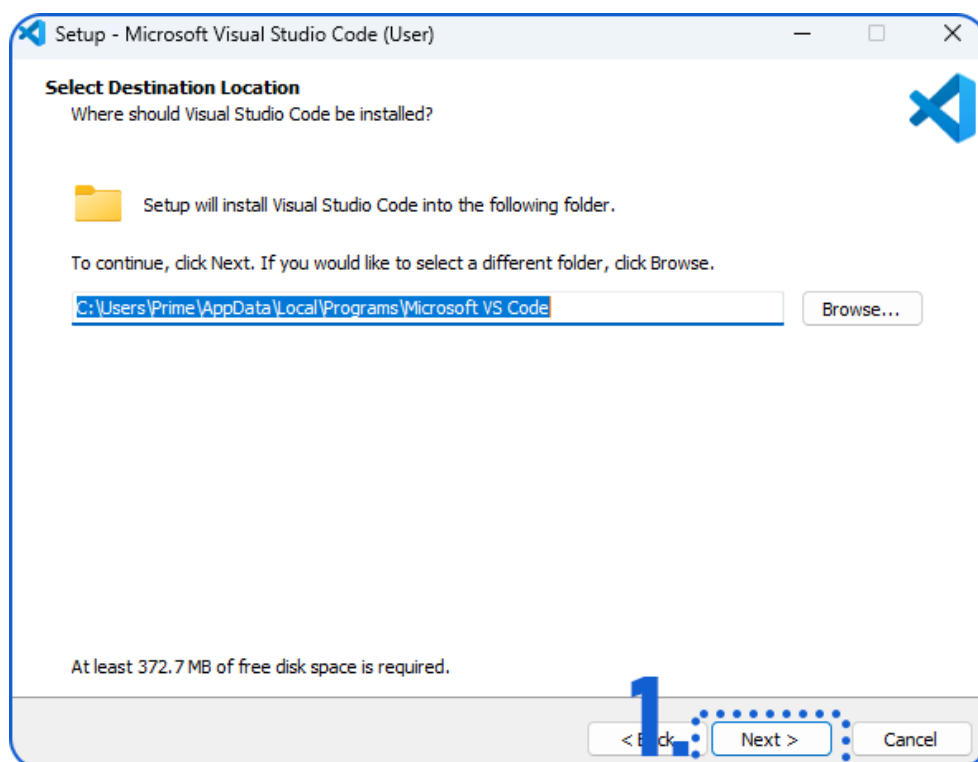 Setup - Microsoft Visual Studio Code (User)
Select Destination Location
Where should Visual Studio Code be installed?
Setup will install Visual Studio Code into the following folder.
To continue, click Next. If you would like to select a different folder, click Browse.
C:\Users\Prime\AppData\Local\Programs\Microsoft VS Code
Browse...
At least 372.7 MB of free disk space is required.
1.
< Back
Next >
Cancel